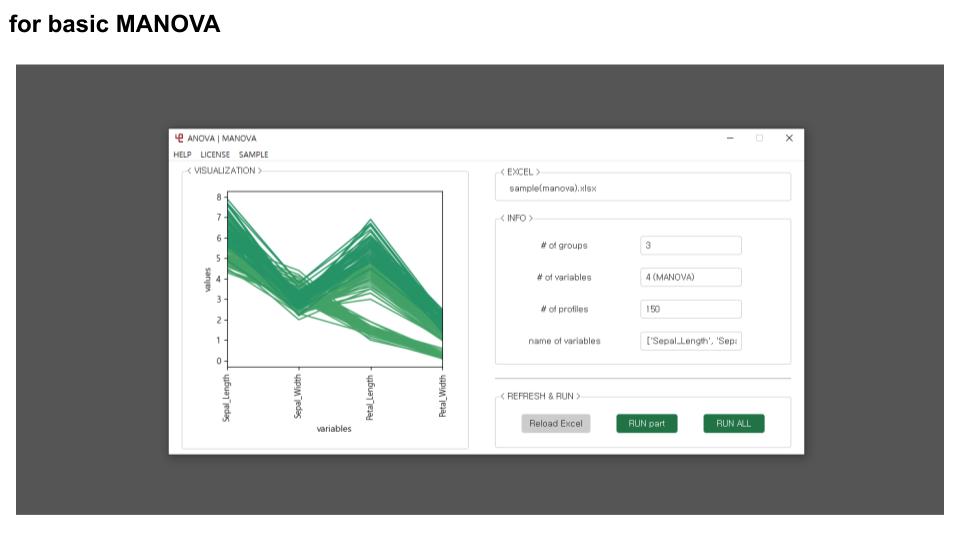 for basic MANOVA
ANOVA | MANOVA
HELP LICENSE SAMPLE
< VISUALIZATION >
8
7
6
5
4
3
2
1
0
values
Sepal_Length
Sepal_Width
Petal_Length
Petal_Width
variables
< EXCEL >
sample(manova).xlsx
< INFO >
# of groups 3
# of variables 4 (MANOVA)
# of profiles 150
name of variables ['Sepal_Length', 'Sepa
< REFRESH & RUN >
Reload Excel RUN part RUN ALL